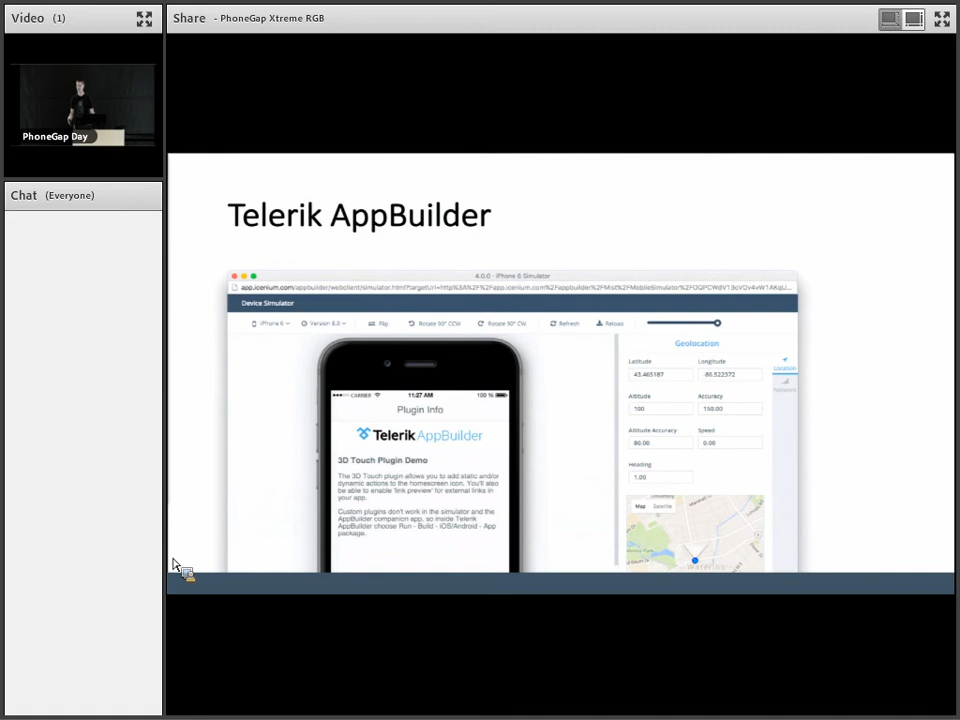 Video (1)
Share - PhoneGap Xtreme RGB
PhoneGap Day
Chat (Everyone)
Telerik AppBuilder
4.0.0 - iPhone 6 Simulator
Device Simulator
iPhone 6
Version 8.0
Flip
Rotate 90° CCW
Rotate 90° CW
Refresh
Reload
Geolocation
Latitude Longitude
43.465187 -80.522372
Altitude Accuracy
100 150.00
Altitude Accuracy Speed
80.00 0.00
Heading
1.00
Location
Map Satellite
CARRIER 11:27 AM 100 %
Plugin Info
Telerik AppBuilder
3D Touch Plugin Demo
The 3D Touch plugin allows you to add static and/or
dynamic actions to the homescreen icon. You'll also
be able to enable 'link preview' for external links in
your app.
Custom plugins don't work in the simulator and the
AppBuilder companion app, so inside Telerik
AppBuilder choose Run - Build - iOS/Android - App
package.
Waterloo